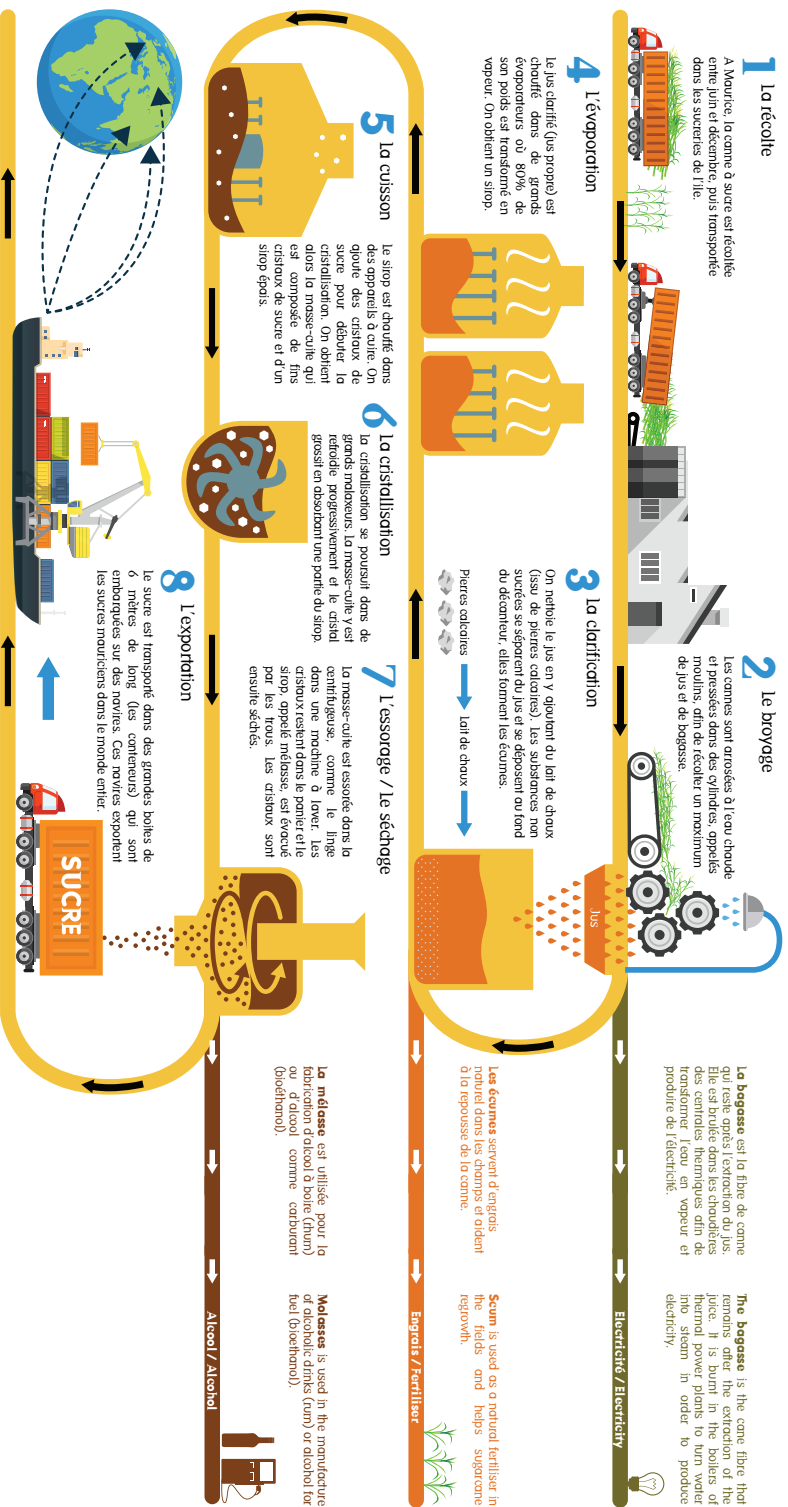 1 La récolte
A Maurice, la canne à sucre est récoltée
entre juin et décembre, puis transportée
dans les sucreries de l'île.
2 Le broyage
Les cannes sont arrosées à l'eau chaude
et pressées dans des cylindres, appelés
moulins, afin de récolter un maximum
de jus et de bagasse.
Jus
La bagasse est la fibre de canne
qui reste après l'extraction du jus.
Elle est brulée dans les chaudières
des centrales thermiques afin de
transformer l'eau en vapeur et
produire de l'électricité.
The bagasse is the cane fibre that
remains after the extraction of the
juice. It is burnt in the boilers of
thermal power plants to turn water
into steam in order to produce
electricity.
Electricité / Electricity
3 La clarification
On nettoie le jus en y ajoutant du lait de chaux
(issu de pierres calcaires). Les substances non
sucrées se séparent du jus et se déposent au fond
du décanteur, elles forment les écumes.
Pierres calcaires
Lait de chaux
4 L'évaporation
Le jus clarifié (jus propre) est
chauffé dans de grands
évaporateurs où 80% de
son poids est transformé en
vapeur. On obtient un sirop.
Les écumes servent d'engrais
naturel dans les champs et aident
à la repousse de la canne.
Scum is used as a natural fertiliser in
the fields and helps sugarcane
regrowth.
Engrais / Fertiliser
5 La cuisson
Le sirop est chauffé dans
des appareils à cuire. On
ajoute des cristaux de
sucre pour débuter la
cristallisation. On obtient
alors la masse-cuite qui
est composée de fins
cristaux de sucre et d'un
sirop épais.
6 La cristallisation
La cristallisation se poursuit dans de
grands malaxeurs. La masse-cuite y est
refroidie progressivement et le cristal
grossit en absorbant une partie du sirop.
7 L'essorage / Le séchage
La masse-cuite est essorée dans la
centrifugeuse, comme le linge
dans une machine à laver. Les
cristaux restent dans le panier et le
sirop, appelé mélasse, est évacué
par les trous. Les cristaux sont
ensuite séchés.
La mélasse est utilisée pour la
fabrication d'alcool à boire (rhum)
ou d'alcool comme carburant
(bioéthanol).
Molasses is used in the manufacture
of alcoholic drinks (rum) or alcohol for
fuel (bioethanol).
Alcool / Alcohol
8 L'exportation
Le sucre est transporté dans des grandes boites de
6 mètres de long (les conteneurs) qui sont
embarquées sur des navires. Ces navires exportent
les sucres mauriciens dans le monde entier.
SUCRE